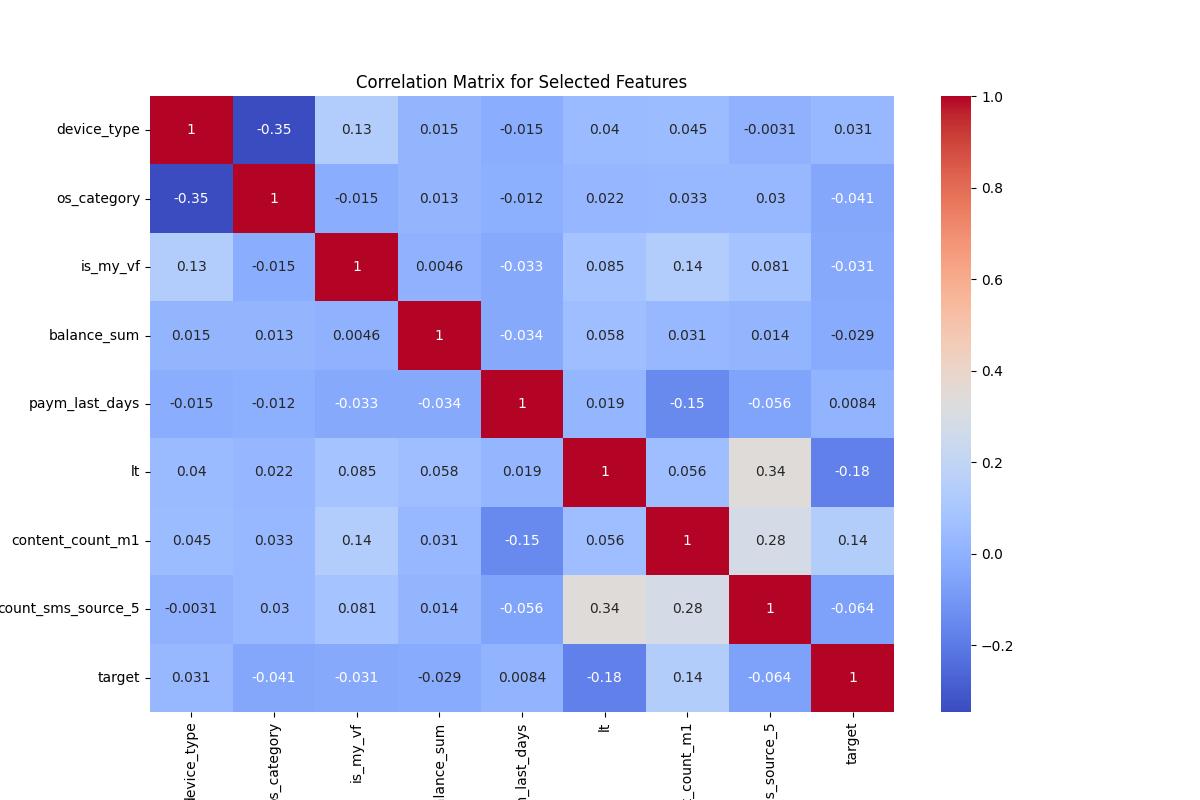 Correlation Matrix for Selected Features
device_type 1 -0.35 0.13 0.015 -0.015 0.04 0.045 -0.0031 0.031
os_category -0.35 1 -0.015 0.013 -0.012 0.022 0.033 0.03 -0.041
is_my_vf 0.13 -0.015 1 0.0046 -0.033 0.085 0.14 0.081 -0.031
balance_sum 0.015 0.013 0.0046 1 -0.034 0.058 0.031 0.014 -0.029
paym_last_days -0.015 -0.012 -0.033 -0.034 1 0.019 -0.15 -0.056 0.0084
lt 0.04 0.022 0.085 0.058 0.019 1 0.056 0.34 -0.18
content_count_m1 0.045 0.033 0.14 0.031 -0.15 0.056 1 0.28 0.14
count_sms_source_5 -0.0031 0.03 0.081 0.014 -0.056 0.34 0.28 1 -0.064
target 0.031 -0.041 -0.031 -0.029 0.0084 -0.18 0.14 -0.064 1
device_type
os_category
is_my_vf
alance_sum
_last_days
lt
_count_m1
s_source_5
target
1.0
0.8
0.6
0.4
0.2
0.0
−0.2